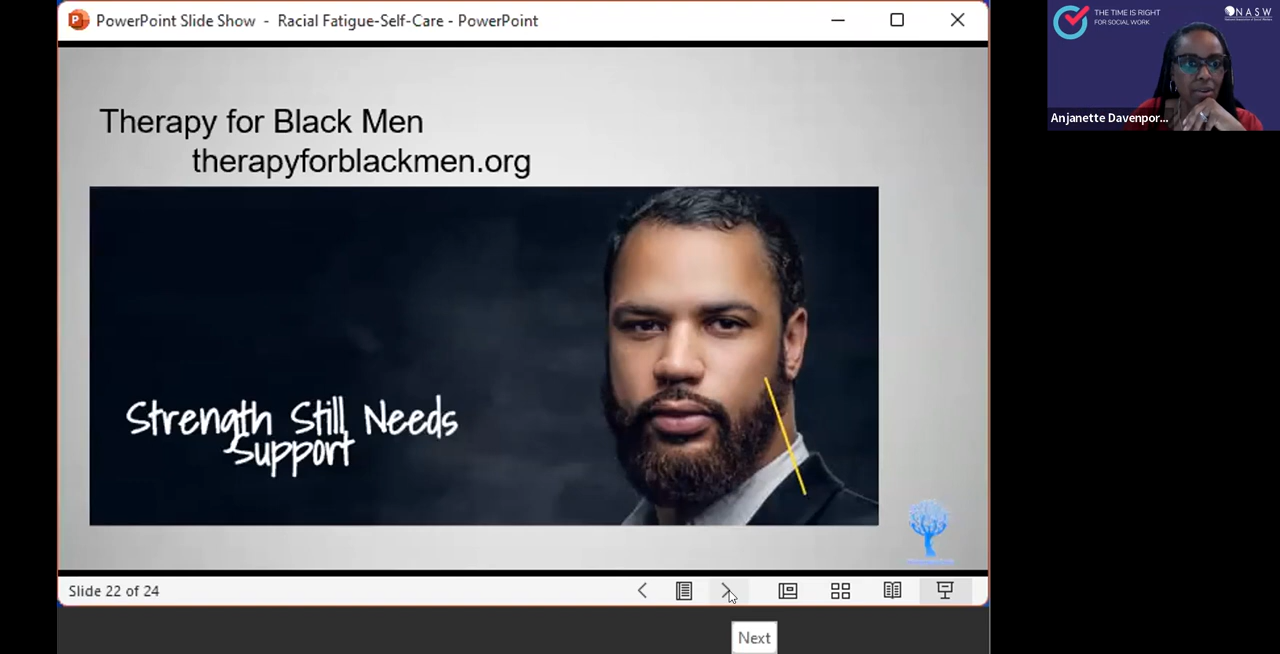 PowerPoint Slide Show - Racial Fatigue-Self-Care - PowerPoint
Therapy for Black Men
therapyforblackmen.org
Strength Still Needs
Support
Slide 22 of 24
Next
THE TIME IS RIGHT
FOR SOCIAL WORK
NASW
Anjanette Davenpor...